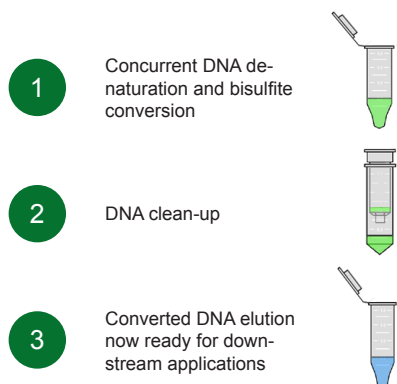 1
Concurrent DNA de-
naturation and bisulfite
conversion
2
DNA clean-up
3
Converted DNA elution
now ready for down-
stream applications